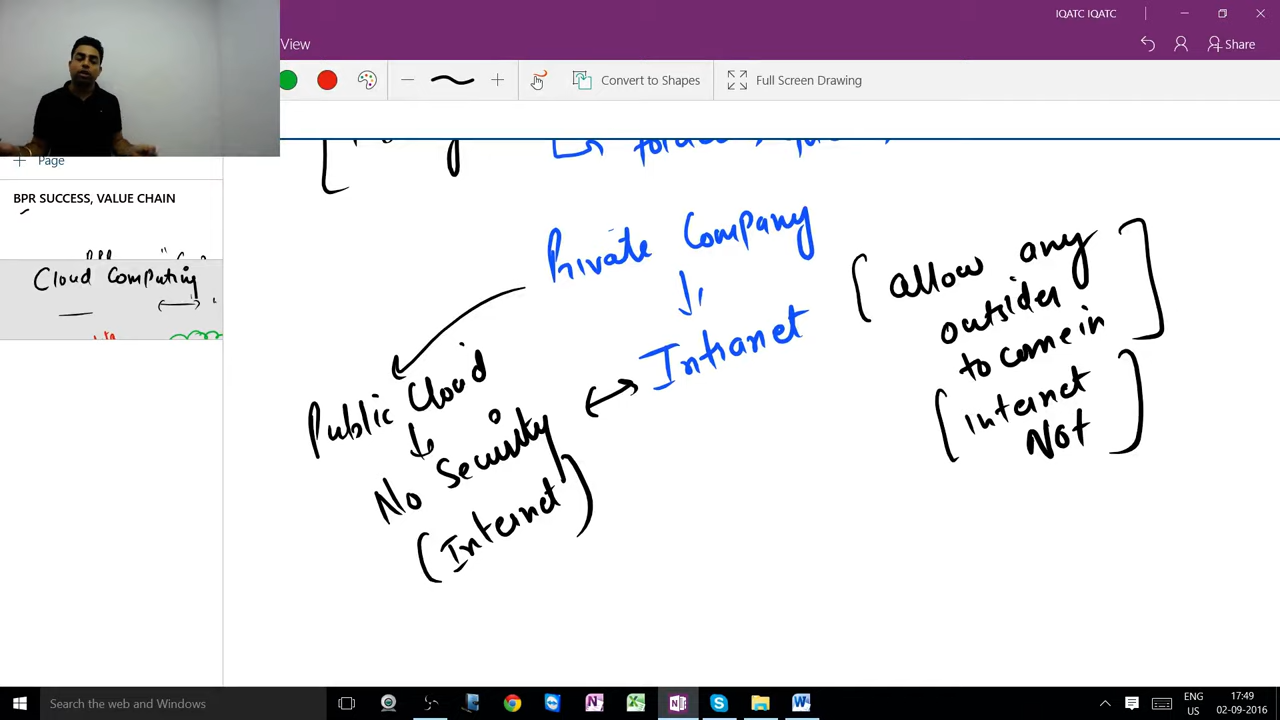 IQATC IQATC
View
Share
Convert to Shapes
Full Screen Drawing
Page
BPR SUCCESS, VALUE CHAIN
Cloud Computing
Private Company
Intranet
allow any
outsider
to come in
internet
Not
Public Cloud
No Security
(Internet)
Search the web and Windows
ENG
US
17:49
02-09-2016